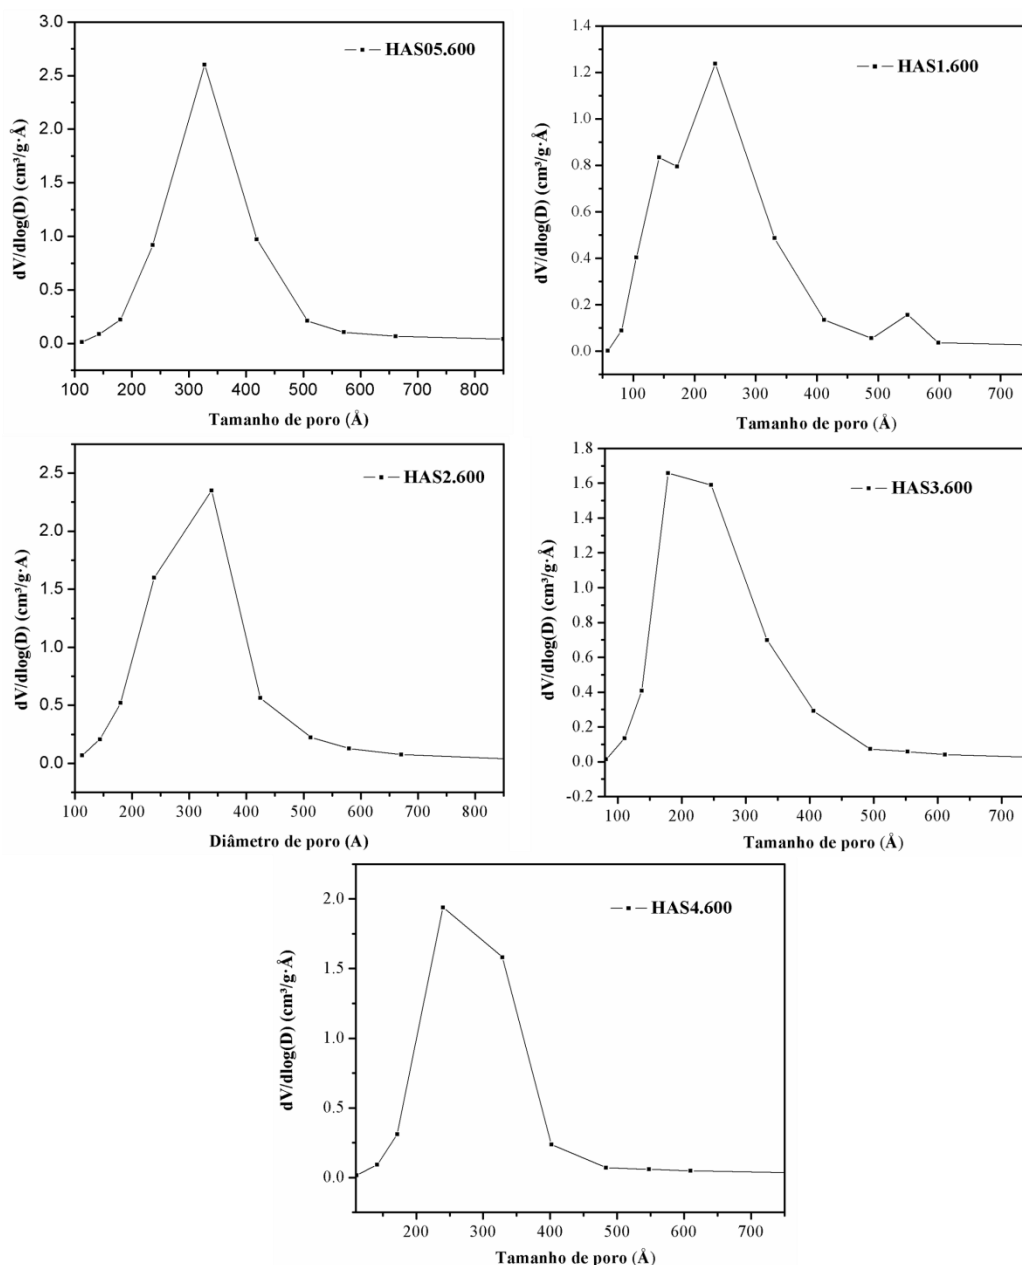 HAS05.600
dV/dlog(D) (cm³/g·Å)
3.0
2.5
2.0
1.5
1.0
0.5
0.0
100 200 300 400 500 600 700 800
Tamanho de poro (Å)
HAS1.600
dV/dlog(D) (cm³/g·Å)
1.4
1.2
1.0
0.8
0.6
0.4
0.2
0.0
100 200 300 400 500 600 700
Tamanho de poro (Å)
HAS2.600
dV/dlog(D) (cm³/g·A)
2.5
2.0
1.5
1.0
0.5
0.0
100 200 300 400 500 600 700 800
Diâmetro de poro (A)
HAS3.600
dV/dlog(D) (cm³/g·Å)
1.8
1.6
1.4
1.2
1.0
0.8
0.6
0.4
0.2
0.0
-0.2
100 200 300 400 500 600 700
Tamanho de poro (Å)
HAS4.600
dV/dlog(D) (cm³/g·Å)
2.0
1.5
1.0
0.5
0.0
200 300 400 500 600 700
Tamanho de poro (Å)